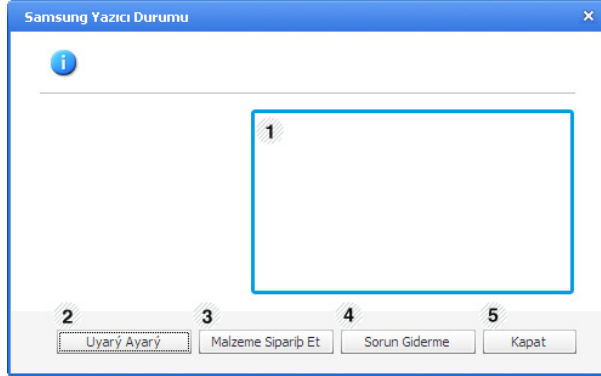 Samsung Yazıcı Durumu
1
2 3 4 5
Uyarý Ayarý Malzeme Sipariþ Et Sorun Giderme Kapat